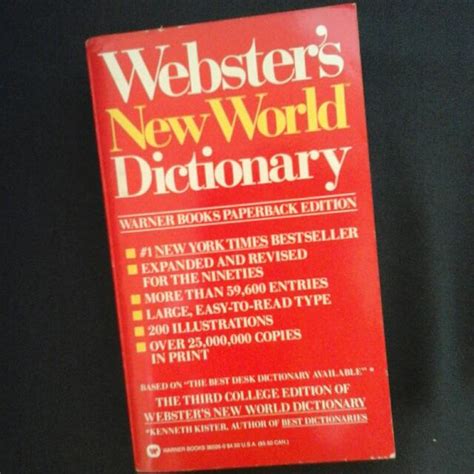 Webster's
New World
Dictionary
WARNER BOOKS PAPERBACK EDITION
#1 NEW YORK TIMES BESTSELLER
EXPANDED AND REVISED
FOR THE NINETIES
MORE THAN 59,600 ENTRIES
LARGE, EASY-TO-READ TYPE
200 ILLUSTRATIONS
OVER 25,000,000 COPIES
IN PRINT
BASED ON "THE BEST DESK DICTIONARY AVAILABLE" *
THE THIRD COLLEGE EDITION OF
WEBSTER'S NEW WORLD DICTIONARY
*KENNETH KISTER, AUTHOR OF BEST DICTIONARIES
WARNER BOOKS U.S.A. CAN.)